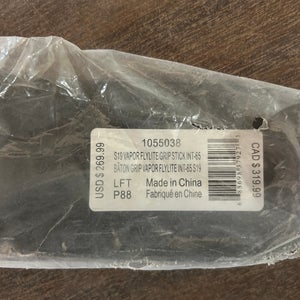 1055038
S19 VAPOR FLYLITE GRIP STICK INT-65
BÂTON GRIP VAPOR FLYLITE INT-65 S19
LFT
Made in China
P88
Fabriqué en Chine
USD $ 269.99
CAD $ 319.99